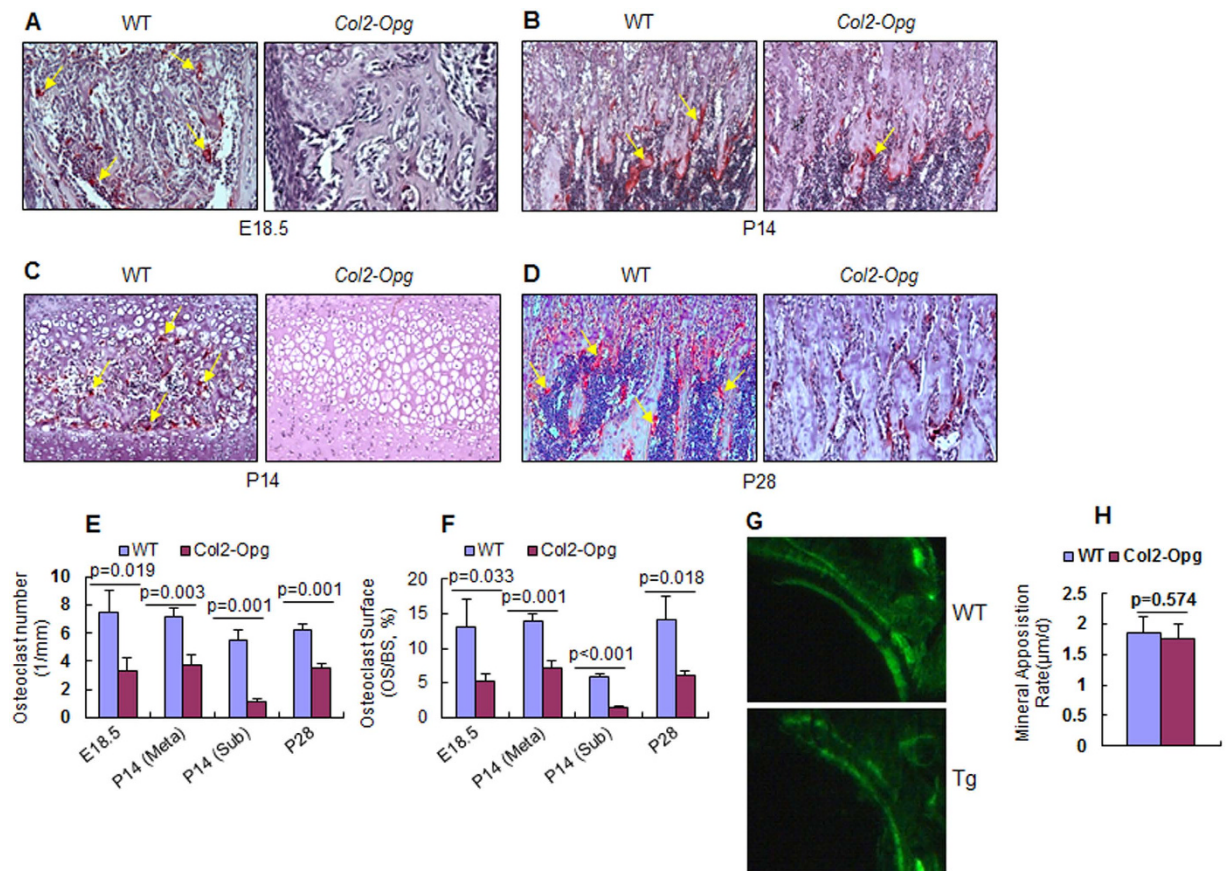 A WT Col2-Opg
E18.5
B WT Col2-Opg
P14
C WT Col2-Opg
P14
D WT Col2-Opg
P28
E
WT Col2-Opg
p=0.019 p=0.003 p=0.001 p=0.001
Osteoclast number
(1/mm)
10
8
6
4
2
0
E18.5 P14 (Meta) P14 (Sub) P28
F
WT Col2-Opg
p=0.033 p=0.001 p<0.001 p=0.018
Osteoclast Surface
(OS/BS, %)
20
15
10
5
0
E18.5 P14 (Meta) P14 (Sub) P28
G
WT
Tg
H
WT Col2-Opg
p=0.574
Mineral Apposisition
Rate(µm/d)
2.5
2
1.5
1
0.5
0